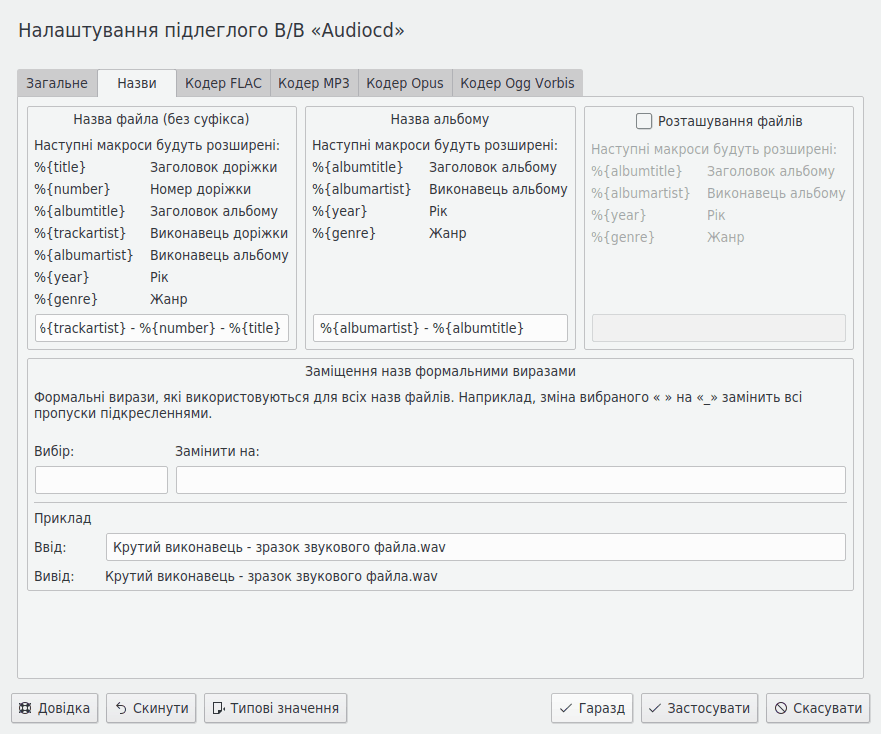 Налаштування підлеглого В/В «Audiocd»
Загальне
Назви
Кодер FLAC
Кодер MP3
Кодер Opus
Кодер Ogg Vorbis
Назва файла (без суфікса)
Наступні макроси будуть розширені:
%{title} Заголовок доріжки
%{number} Номер доріжки
%{albumtitle} Заголовок альбому
%{trackartist} Виконавець доріжки
%{albumartist} Виконавець альбому
%{year} Рік
%{genre} Жанр
%{trackartist} - %{number} - %{title}
Назва альбому
Наступні макроси будуть розширені:
%{albumtitle} Заголовок альбому
%{albumartist} Виконавець альбому
%{year} Рік
%{genre} Жанр
%{albumartist} - %{albumtitle}
Розташування файлів
Наступні макроси будуть розширені:
%{albumtitle} Заголовок альбому
%{albumartist} Виконавець альбому
%{year} Рік
%{genre} Жанр
Заміщення назв формальними виразами
Формальні вирази, які використовуються для всіх назв файлів. Наприклад, зміна вибраного « » на «_» замінить всі
пропуски підкресленнями.
Вибір: Замінити на:
Приклад
Ввід: Крутий виконавець - зразок звукового файла.wav
Вивід: Крутий виконавець - зразок звукового файла.wav
Довідка
Скинути
Типові значення
Гаразд
Застосувати
Скасувати